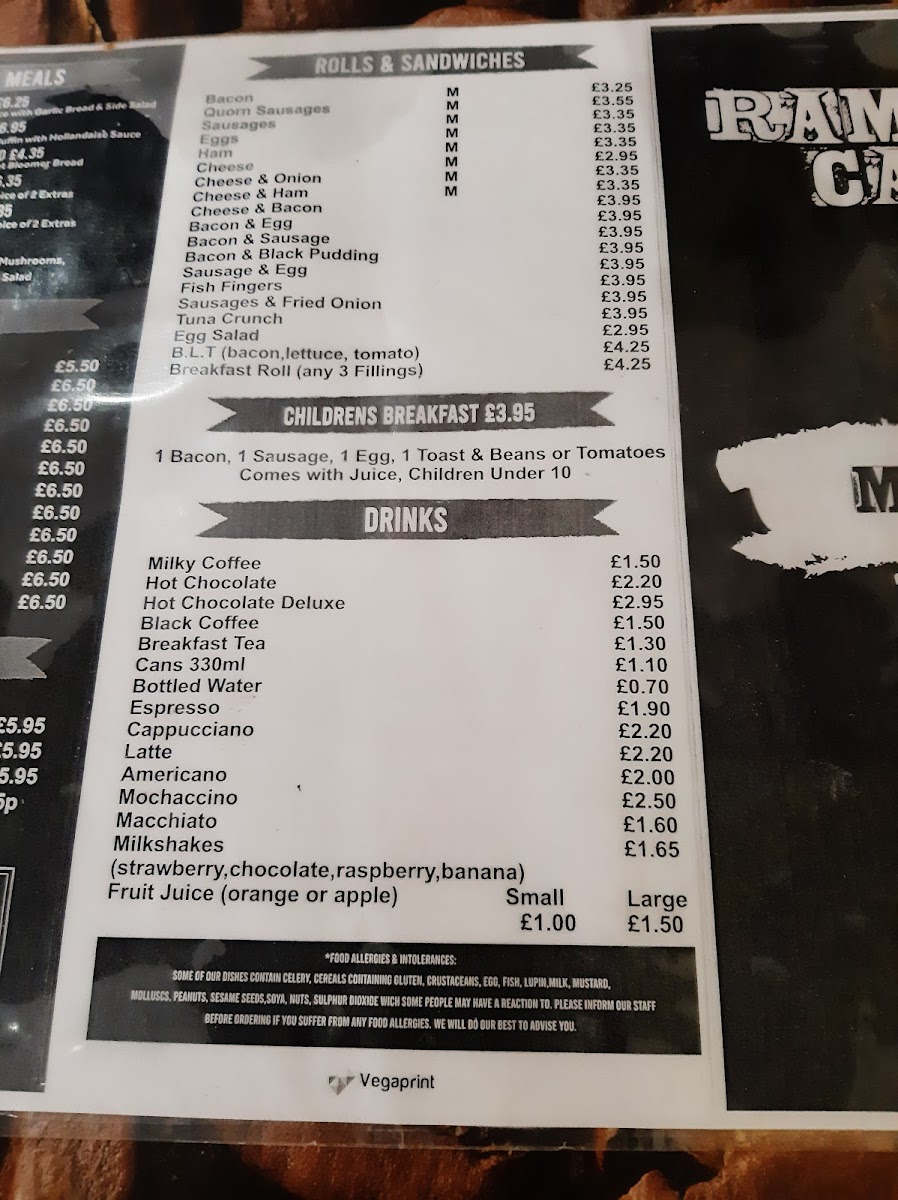 MEALS
£6.25
with Garlic Bread & Side Salad
6.95
with Hollandaise Sauce
£4.35
Bloomer Bread
.35
ice of 2 Extras
35
oice of 2 Extras
Mushrooms,
Salad
£5.50
£6.50
£6.50
£6.50
£6.50
£6.50
£6.50
£6.50
£6.50
£6.50
£6.50
£6.50
£5.95
£5.95
5.95
5p
ROLLS & SANDWICHES
Bacon M £3.25
Quorn Sausages M £3.55
Sausages M £3.35
Eggs M £3.35
Ham M £3.35
Cheese M £2.95
Cheese & Onion M £3.35
Cheese & Ham M £3.35
Cheese & Bacon £3.95
Bacon & Egg £3.95
Bacon & Sausage £3.95
Bacon & Black Pudding £3.95
Sausage & Egg £3.95
Fish Fingers £3.95
Sausages & Fried Onion £3.95
Tuna Crunch £3.95
Egg Salad £2.95
B.L.T (bacon,lettuce, tomato) £4.25
Breakfast Roll (any 3 Fillings) £4.25
CHILDRENS BREAKFAST £3.95
1 Bacon, 1 Sausage, 1 Egg, 1 Toast & Beans or Tomatoes
Comes with Juice, Children Under 10
DRINKS
Milky Coffee £1.50
Hot Chocolate £2.20
Hot Chocolate Deluxe £2.95
Black Coffee £1.50
Breakfast Tea £1.30
Cans 330ml £1.10
Bottled Water £0.70
Espresso £1.90
Cappucciano £2.20
Latte £2.20
Americano £2.00
Mochaccino £2.50
Macchiato £1.60
Milkshakes £1.65
(strawberry,chocolate,raspberry,banana)
Fruit Juice (orange or apple) Small Large
£1.00 £1.50
*FOOD ALLERGIES & INTOLERANCES:
SOME OF OUR DISHES CONTAIN CELERY, CEREALS CONTAINING GLUTEN, CRUSTACEANS, EGG, FISH, LUPIN,MILK, MUSTARD,
MOLLUSCS, PEANUTS, SESAME SEEDS,SOYA, NUTS, SULPHUR DIOXIDE WICH SOME PEOPLE MAY HAVE A REACTION TO. PLEASE INFORM OUR STAFF
BEFORE ORDERING IF YOU SUFFER FROM ANY FOOD ALLERGIES. WE WILL DO OUR BEST TO ADVISE YOU.
Vegaprint
RAM
CA
M